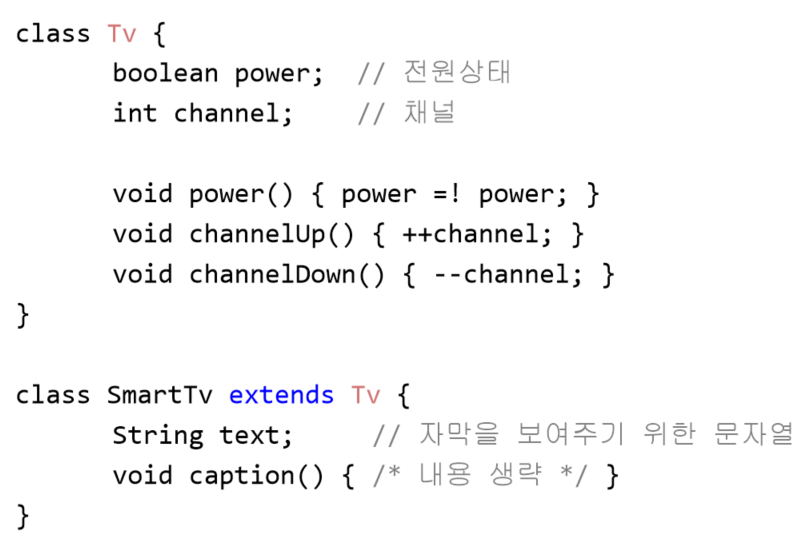 class Tv {
boolean power; // 전원상태
int channel; // 채널
void power() { power =! power; }
void channelUp() { ++channel; }
void channelDown() { --channel; }
}
class SmartTv extends Tv {
String text; // 자막을 보여주기 위한 문자열
void caption() { /* 내용 생략 */ }
}